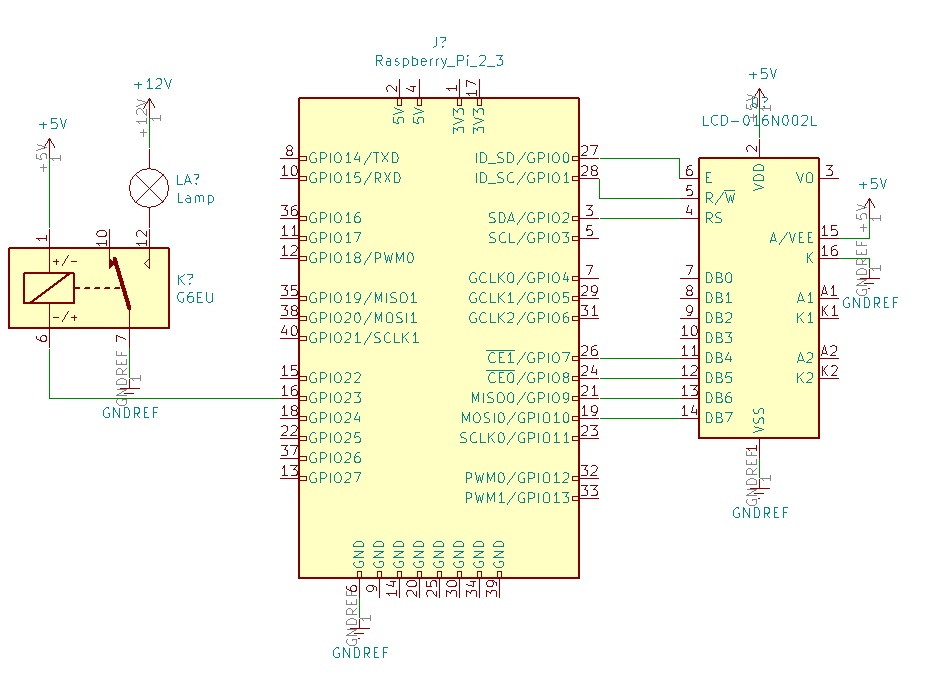 J?
Raspberry_Pi_2_3
+5V
+5V
1
+12V
+12V
1
LA?
Lamp
1
10
12
+/-
-/+
K?
G6EU
6
7
GNDREF
1
GNDREF
2
4
1
17
5V
5V
3V3
3V3
8 GPIO14/TXD
10 GPIO15/RXD
36 GPIO16
11 GPIO17
12 GPIO18/PWM0
35 GPIO19/MISO1
38 GPIO20/MOSI1
40 GPIO21/SCLK1
15 GPIO22
16 GPIO23
18 GPIO24
22 GPIO25
37 GPIO26
13 GPIO27
ID_SD/GPIO0 27
ID_SC/GPIO1 28
SDA/GPIO2 3
SCL/GPIO3 5
GCLK0/GPIO4 7
GCLK1/GPIO5 29
GCLK2/GPIO6 31
CE1/GPIO7 26
CE0/GPIO8 24
MISO0/GPIO9 21
MOSI0/GPIO10 19
SCLK0/GPIO11 23
PWM0/GPIO12 32
PWM1/GPIO13 33
GND
GND
GND
GND
GND
GND
GND
GND
6
9
14
20
25
30
34
39
GNDREF
1
GNDREF
+5V
+5V
1
LCD-016N002L
2
VDD
6 E
5 R/W
4 RS
7 DB0
8 DB1
9 DB2
10 DB3
11 DB4
12 DB5
13 DB6
14 DB7
VO 3
A/VEE 15
K 16
A1 A1
K1 K1
A2 A2
K2 K2
VSS
1
+5V
+5V
1
GNDREF
1
GNDREF
GNDREF
1
GNDREF